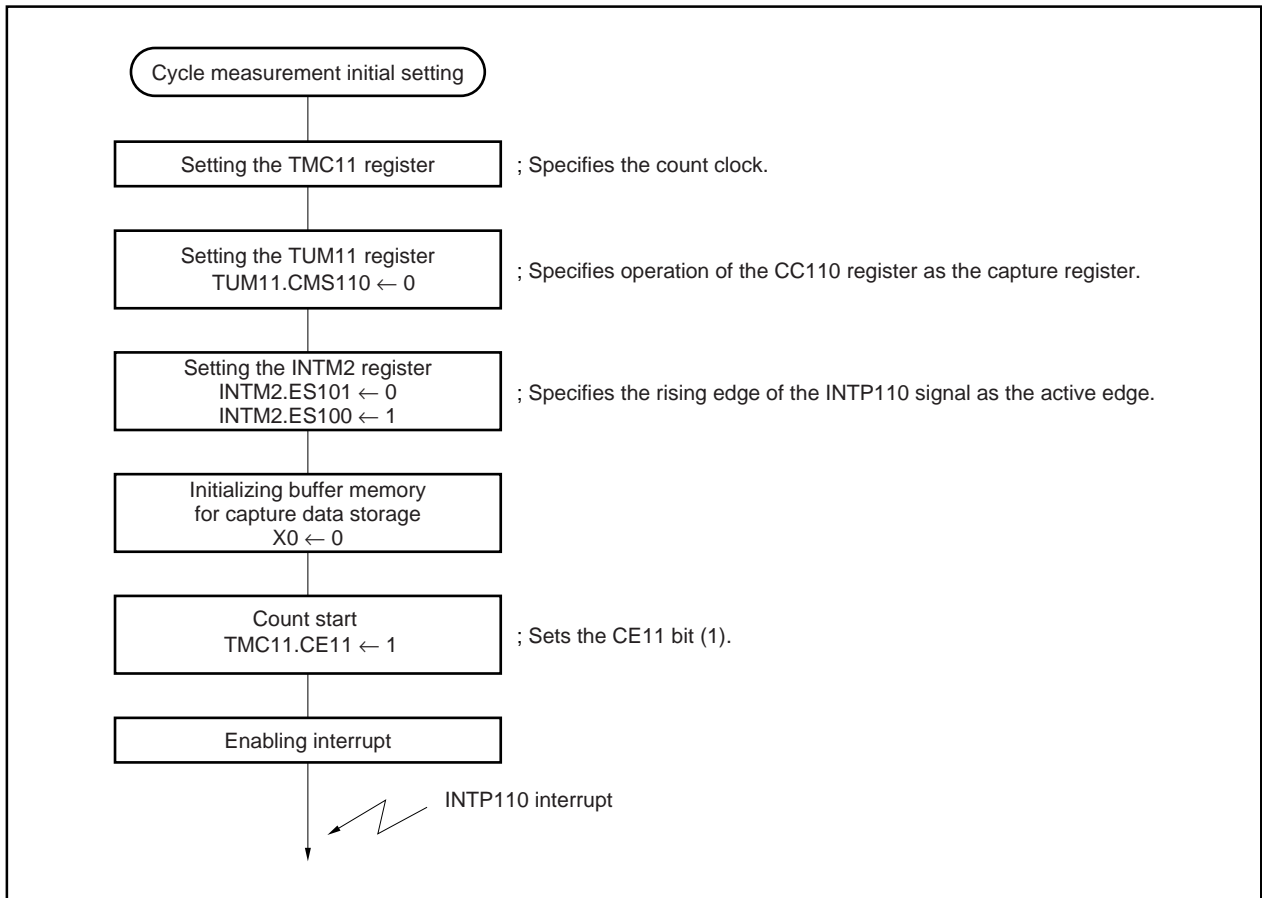 Cycle measurement initial setting
Setting the TMC11 register
; Specifies the count clock.
Setting the TUM11 register
TUM11.CMS110 ← 0
; Specifies operation of the CC110 register as the capture register.
Setting the INTM2 register
INTM2.ES101 ← 0
INTM2.ES100 ← 1
; Specifies the rising edge of the INTP110 signal as the active edge.
Initializing buffer memory
for capture data storage
X0 ← 0
Count start
TMC11.CE11 ← 1
; Sets the CE11 bit (1).
Enabling interrupt
INTP110 interrupt